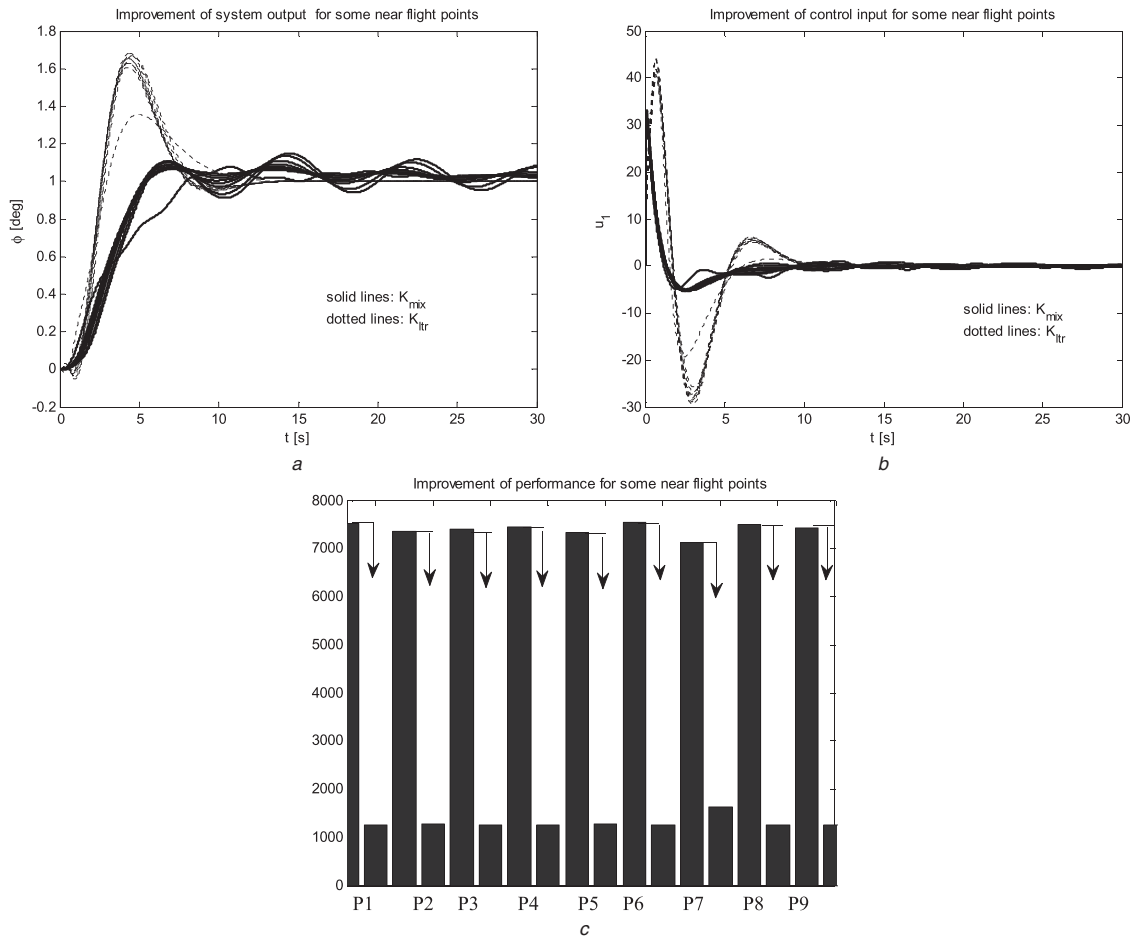 Improvement of system output for some near flight points
1.8
1.6
1.4
1.2
1
0.8
0.6
0.4
0.2
0
-0.2
ϕ [deg]
solid lines: K_mix
dotted lines: K_ltr
0 5 10 15 20 25 30
t [s]
a
Improvement of control input for some near flight points
50
40
30
20
10
0
-10
-20
-30
u_1
solid lines: K_mix
dotted lines: K_ltr
0 5 10 15 20 25 30
t [s]
b
Improvement of performance for some near flight points
8000
7000
6000
5000
4000
3000
2000
1000
0
P1 P2 P3 P4 P5 P6 P7 P8 P9
c